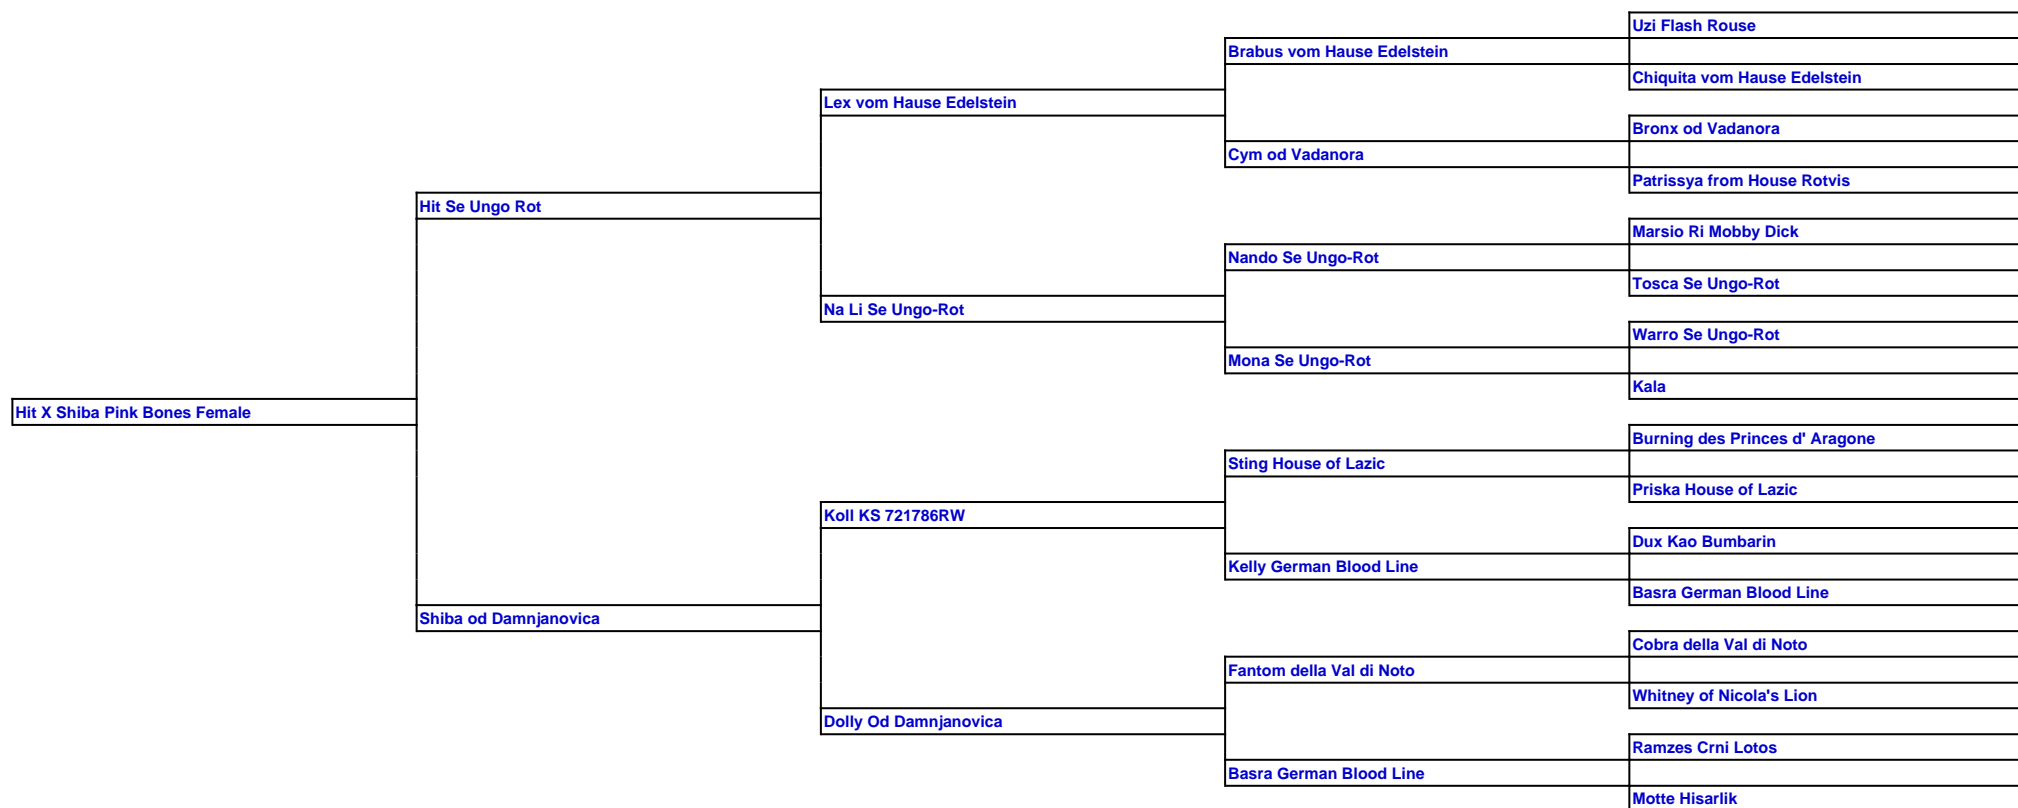 Uzi Flash Rouse
Brabus vom Hause Edelstein
Chiquita vom Hause Edelstein
Lex vom Hause Edelstein
Bronx od Vadanora
Cym od Vadanora
Patrissya from House Rotvis
Hit Se Ungo Rot
Marsio Ri Mobby Dick
Nando Se Ungo-Rot
Tosca Se Ungo-Rot
Na Li Se Ungo-Rot
Warro Se Ungo-Rot
Mona Se Ungo-Rot
Kala
Hit X Shiba Pink Bones Female
Burning des Princes d' Aragone
Sting House of Lazic
Priska House of Lazic
Koll KS 721786RW
Dux Kao Bumbarin
Kelly German Blood Line
Basra German Blood Line
Shiba od Damnjanovica
Cobra della Val di Noto
Fantom della Val di Noto
Whitney of Nicola's Lion
Dolly Od Damnjanovica
Ramzes Crni Lotos
Basra German Blood Line
Motte Hisarlik